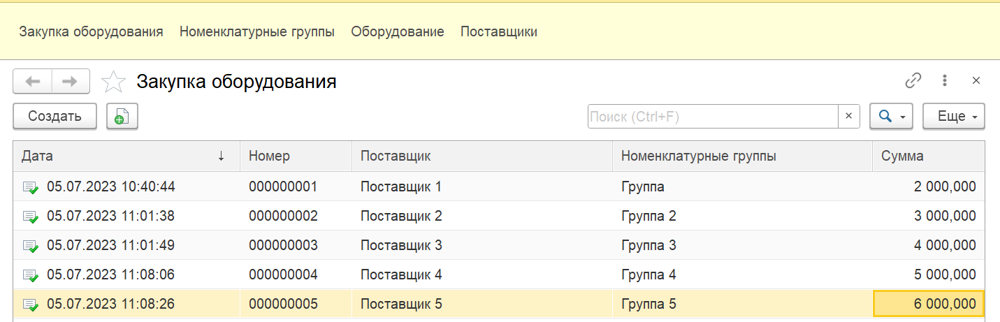 Закупка оборудования Номенклатурные группы Оборудование Поставщики
Закупка оборудования
Создать Поиск (Ctrl+F) × Еще
Дата ↓ Номер Поставщик Номенклатурные группы Сумма
05.07.2023 10:40:44 000000001 Поставщик 1 Группа 2 000,000
05.07.2023 11:01:38 000000002 Поставщик 2 Группа 2 3 000,000
05.07.2023 11:01:49 000000003 Поставщик 3 Группа 3 4 000,000
05.07.2023 11:08:06 000000004 Поставщик 4 Группа 4 5 000,000
05.07.2023 11:08:26 000000005 Поставщик 5 Группа 5 6 000,000